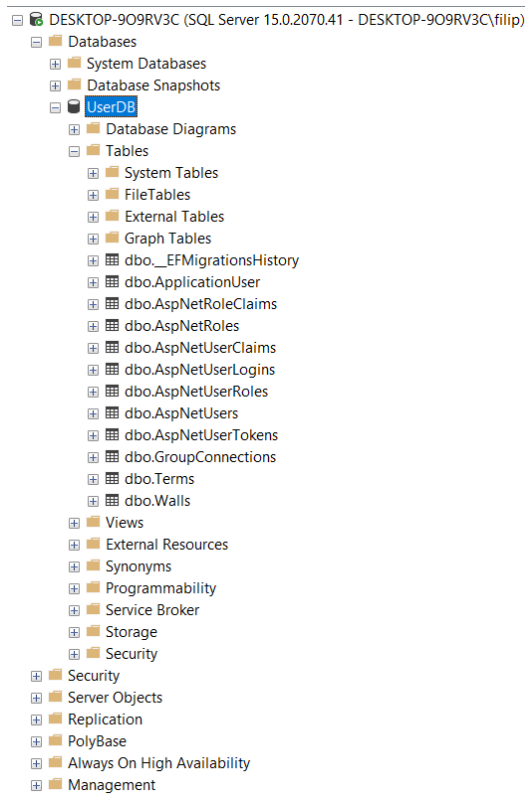 DESKTOP-9O9RV3C (SQL Server 15.0.2070.41 - DESKTOP-9O9RV3C\filip)
Databases
System Databases
Database Snapshots
UserDB
Database Diagrams
Tables
System Tables
FileTables
External Tables
Graph Tables
dbo.__EFMigrationsHistory
dbo.ApplicationUser
dbo.AspNetRoleClaims
dbo.AspNetRoles
dbo.AspNetUserClaims
dbo.AspNetUserLogins
dbo.AspNetUserRoles
dbo.AspNetUsers
dbo.AspNetUserTokens
dbo.GroupConnections
dbo.Terms
dbo.Walls
Views
External Resources
Synonyms
Programmability
Service Broker
Storage
Security
Security
Server Objects
Replication
PolyBase
Always On High Availability
Management